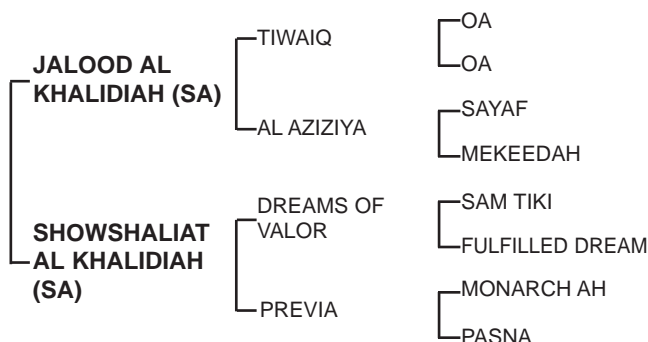 JALOOD AL
KHALIDIAH (SA)
TIWAIQ
OA
OA
AL AZIZIYA
SAYAF
MEKEEDAH
SHOWSHALIAT
AL KHALIDIAH
(SA)
DREAMS OF
VALOR
SAM TIKI
FULFILLED DREAM
PREVIA
MONARCH AH
PASNA